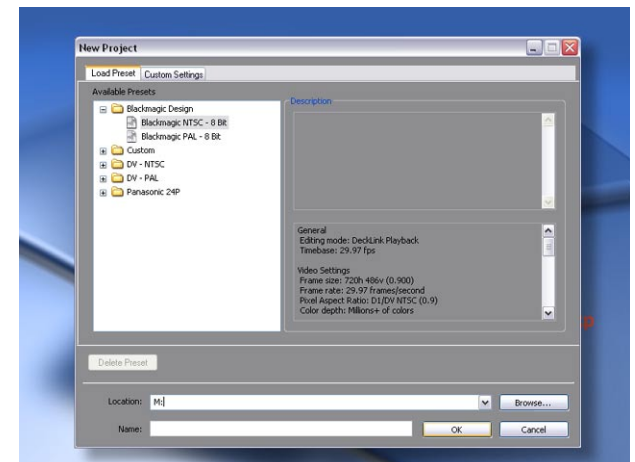 New Project
Load Preset
Custom Settings
Available Presets
Blackmagic Design
Blackmagic NTSC - 8 Bit
Blackmagic PAL - 8 Bit
Custom
DV - NTSC
DV - PAL
Panasonic 24P
Description
General
Editing mode: DeckLink Playback
Timebase: 29.97 fps
Video Settings
Frame size: 720h 486v (0.900)
Frame rate: 29.97 frames/second
Pixel Aspect Ratio: D1/DV NTSC (0.9)
Color depth: Millions+ of colors
Delete Preset
Location:
M:
Browse...
Name:
OK
Cancel